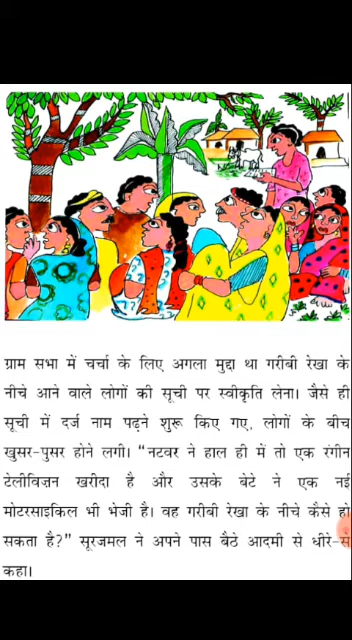 ग्राम सभा में चर्चा के लिए अगला मुद्दा था गरीबी रेखा के
नीचे आने वाले लोगों की सूची पर स्वीकृति लेना। जैसे ही
सूची में दर्ज नाम पढ़ने शुरू किए गए, लोगों के बीच
खुसर-पुसर होने लगी। "नटवर ने हाल ही में तो एक रंगीन
टेलीविज़न खरीदा है और उसके बेटे ने एक नई
मोटरसाइकिल भी भेजी है। वह गरीबी रेखा के नीचे कैसे हो
सकता है?" सूरजमल ने अपने पास बैठे आदमी से धीरे-से
कहा।